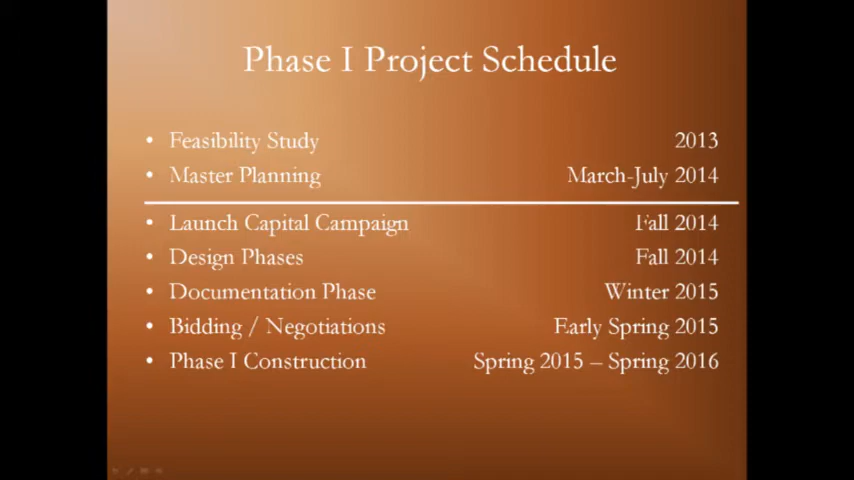 Phase I Project Schedule
• Feasibility Study 2013
• Master Planning March-July 2014
• Launch Capital Campaign Fall 2014
• Design Phases Fall 2014
• Documentation Phase Winter 2015
• Bidding / Negotiations Early Spring 2015
• Phase I Construction Spring 2015 – Spring 2016